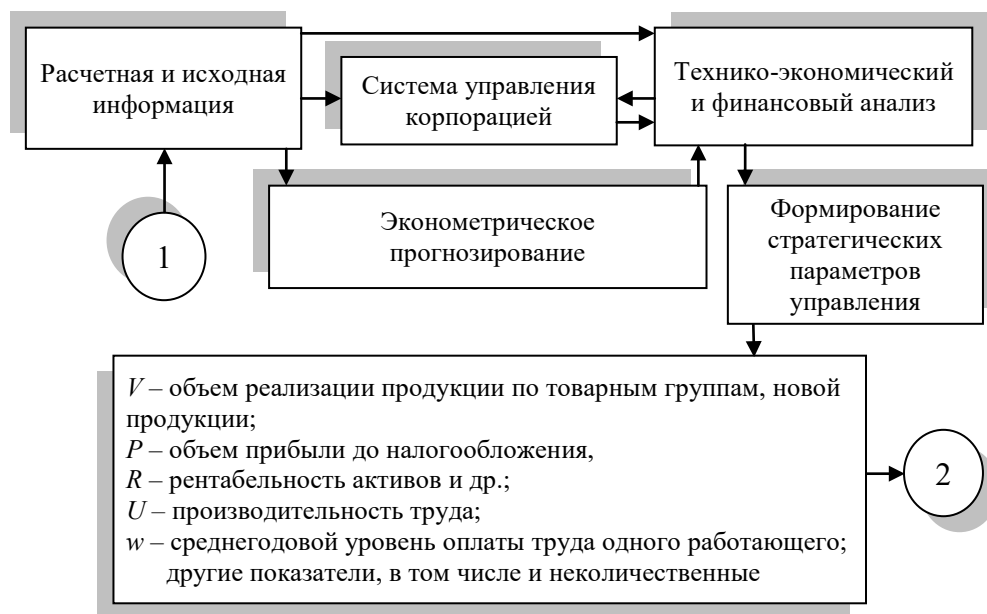 Расчетная и исходная
информация
Система управления
корпорацией
Технико-экономический
и финансовый анализ
1
Эконометрическое
прогнозирование
Формирование
стратегических
параметров
управления
V – объем реализации продукции по товарным группам, новой
продукции;
P – объем прибыли до налогообложения,
R – рентабельность активов и др.;
U – производительность труда;
w – среднегодовой уровень оплаты труда одного работающего;
другие показатели, в том числе и неколичественные
2